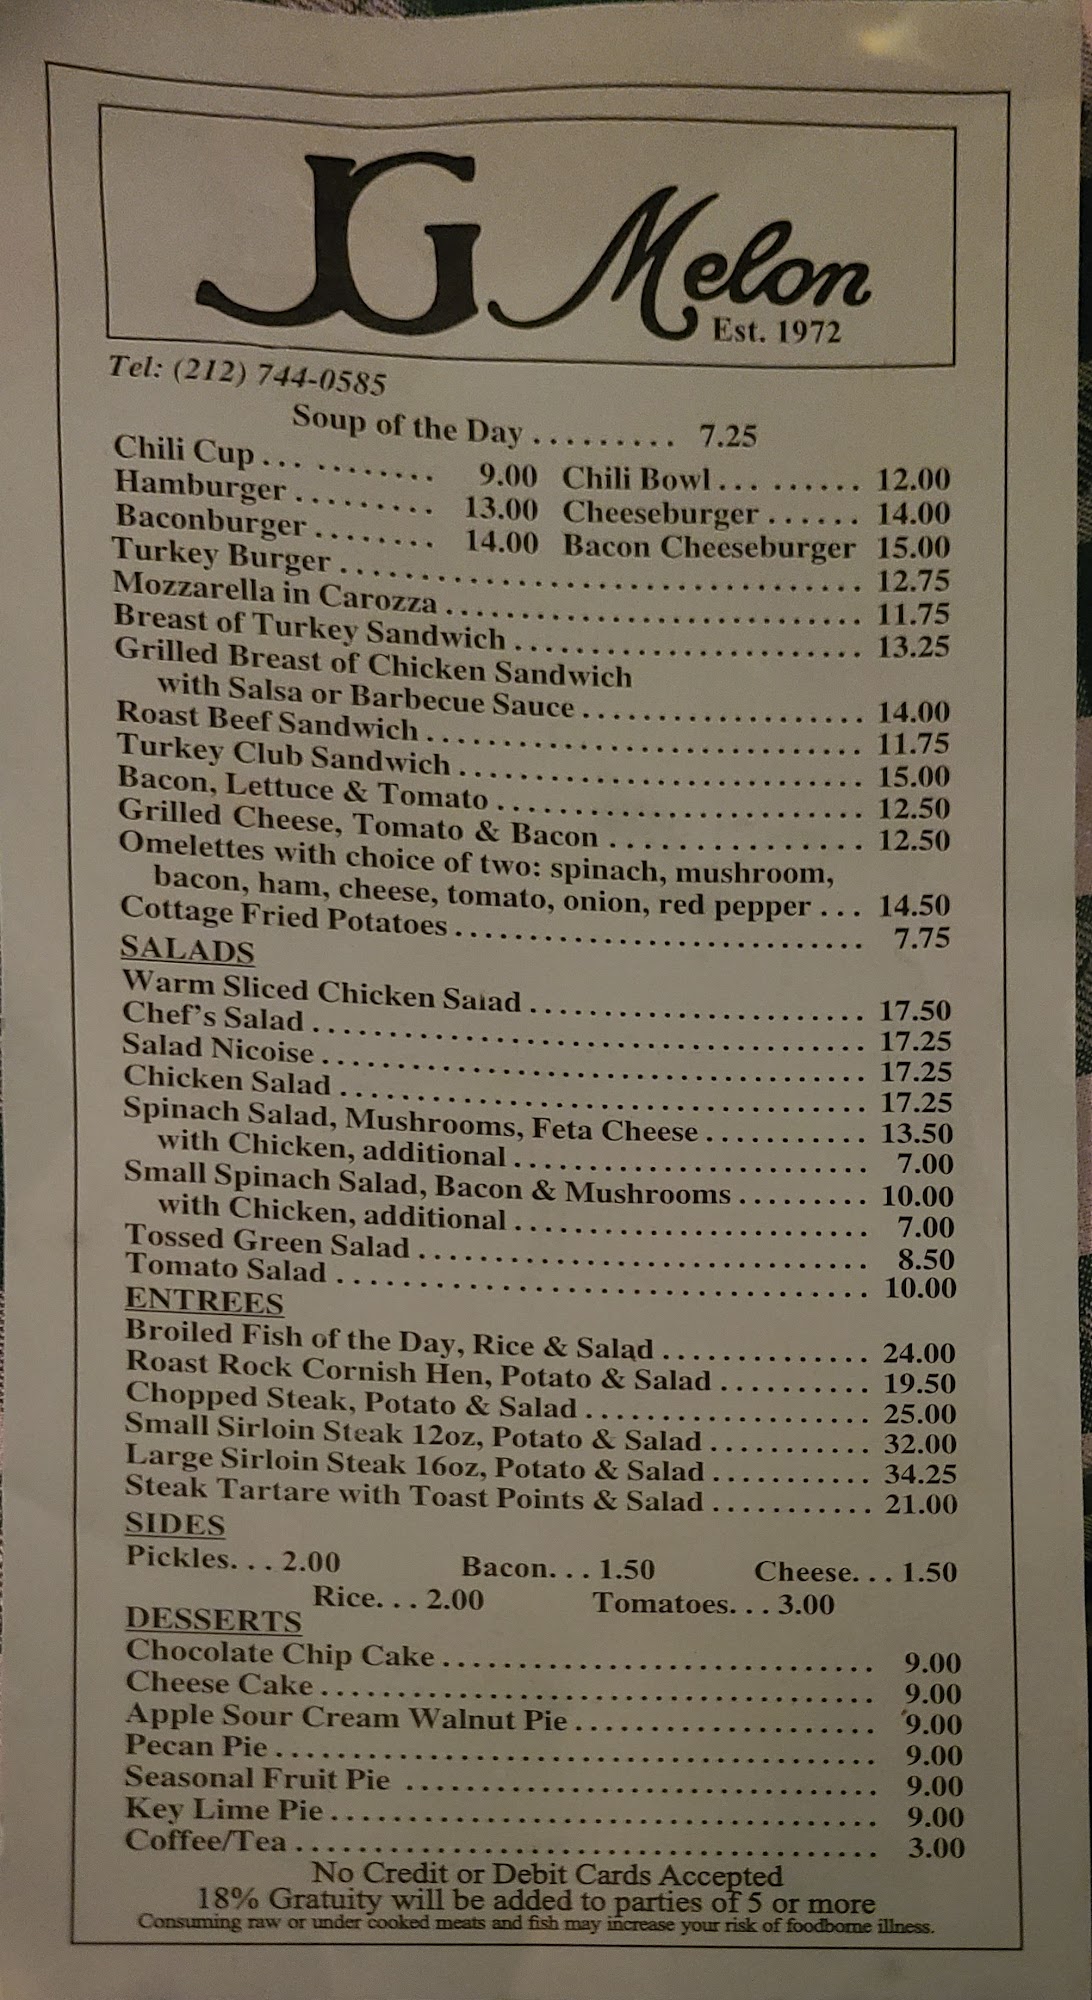 JG Melon
Est. 1972
Tel: (212) 744-0585
Soup of the Day ......... 7.25
Chili Cup... ........ 9.00 Chili Bowl... ...... 12.00
Hamburger ......... 13.00 Cheeseburger ...... 14.00
Baconburger ........ 14.00 Bacon Cheeseburger 15.00
Turkey Burger .................................. 12.75
Mozzarella in Carozza ........................... 11.75
Breast of Turkey Sandwich ....................... 13.25
Grilled Breast of Chicken Sandwich
with Salsa or Barbecue Sauce ................... 14.00
Roast Beef Sandwich ............................ 11.75
Turkey Club Sandwich ........................... 15.00
Bacon, Lettuce & Tomato ........................ 12.50
Grilled Cheese, Tomato & Bacon ................ 12.50
Omelettes with choice of two: spinach, mushroom,
bacon, ham, cheese, tomato, onion, red pepper ... 14.50
Cottage Fried Potatoes ........................... 7.75
SALADS
Warm Sliced Chicken Salad ....................... 17.50
Chef's Salad ..................................... 17.25
Salad Nicoise .................................... 17.25
Chicken Salad ................................... 17.25
Spinach Salad, Mushrooms, Feta Cheese ........... 13.50
with Chicken, additional ........................ 7.00
Small Spinach Salad, Bacon & Mushrooms ......... 10.00
with Chicken, additional ........................ 7.00
Tossed Green Salad ............................... 8.50
Tomato Salad ................................... 10.00
ENTREES
Broiled Fish of the Day, Rice & Salad .............. 24.00
Roast Rock Cornish Hen, Potato & Salad .......... 19.50
Chopped Steak, Potato & Salad ................... 25.00
Small Sirloin Steak 12oz, Potato & Salad ........... 32.00
Large Sirloin Steak 16oz, Potato & Salad ........... 34.25
Steak Tartare with Toast Points & Salad ........... 21.00
SIDES
Pickles. . . 2.00 Bacon. . . 1.50 Cheese. . . 1.50
Rice. . . 2.00 Tomatoes. . . 3.00
DESSERTS
Chocolate Chip Cake ............................. 9.00
Cheese Cake ..................................... 9.00
Apple Sour Cream Walnut Pie .................... 9.00
Pecan Pie ........................................ 9.00
Seasonal Fruit Pie ............................... 9.00
Key Lime Pie .................................... 9.00
Coffee/Tea ....................................... 3.00
No Credit or Debit Cards Accepted
18% Gratuity will be added to parties of 5 or more
Consuming raw or under cooked meats and fish may increase your risk of foodborne illness.